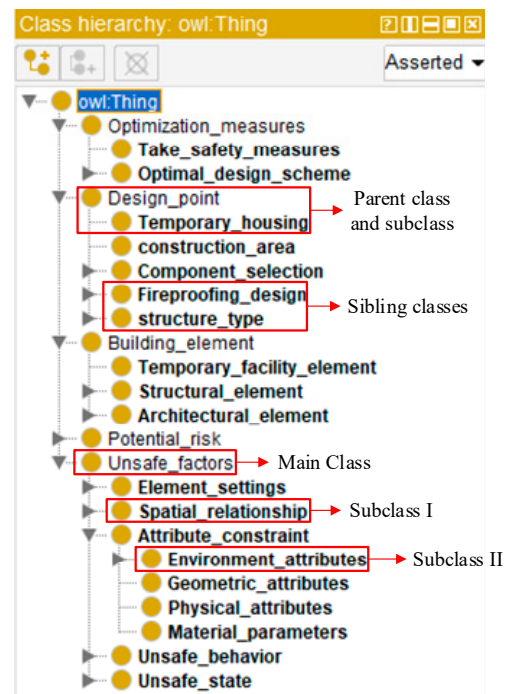 Class hierarchy: owl:Thing
Asserted
owl:Thing
Optimization_measures
Take_safety_measures
Optimal_design_scheme
Design_point
Temporary_housing
Parent class
and subclass
construction_area
Component_selection
Fireproofing_design
structure_type
Sibling classes
Building_element
Temporary_facility_element
Structural_element
Architectural_element
Potential_risk
Unsafe_factors
Main Class
Element_settings
Spatial_relationship
Subclass I
Attribute_constraint
Environment_attributes
Subclass II
Geometric_attributes
Physical_attributes
Material_parameters
Unsafe_behavior
Unsafe_state